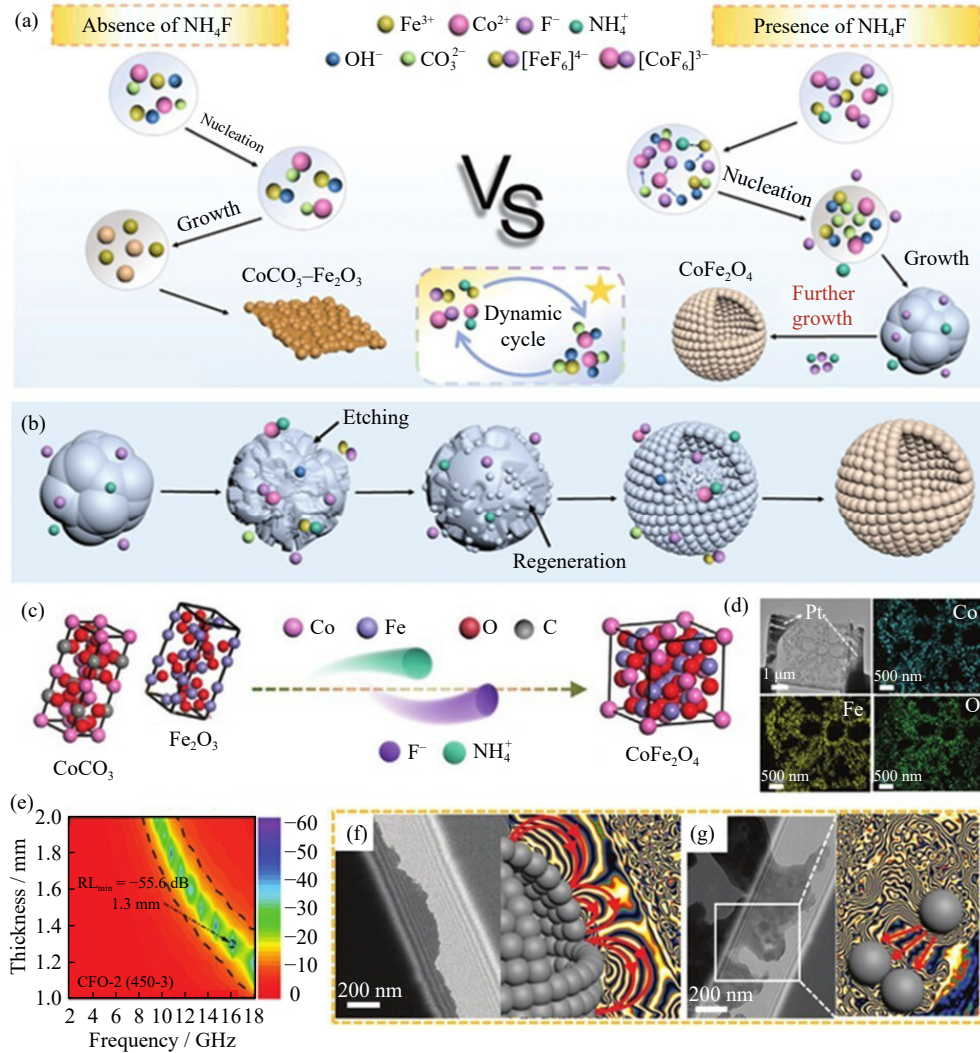 (a)
Absence of NH₄F
Fe³⁺ Co²⁺ F⁻ NH₄⁺
OH⁻ CO₃²⁻ [FeF₆]⁴⁻ [CoF₆]³⁻
Presence of NH₄F
Nucleation
Growth
CoCO₃–Fe₂O₃
VS
Dynamic
cycle
Nucleation
Growth
CoFe₂O₄
Further
growth
(b)
Etching
Regeneration
(c)
Co Fe O C
CoCO₃
Fe₂O₃
F⁻ NH₄⁺
CoFe₂O₄
(d)
Pt
1 μm
Co
500 nm
Fe
500 nm
O
500 nm
(e)
Thickness / mm
2.0
1.8
1.6
1.4
1.2
1.0
RLmin = −55.6 dB
1.3 mm
CFO-2 (450-3)
2 4 6 8 10 12 14 16 18
Frequency / GHz
−60
−50
−40
−30
−20
−10
0
(f)
200 nm
(g)
200 nm